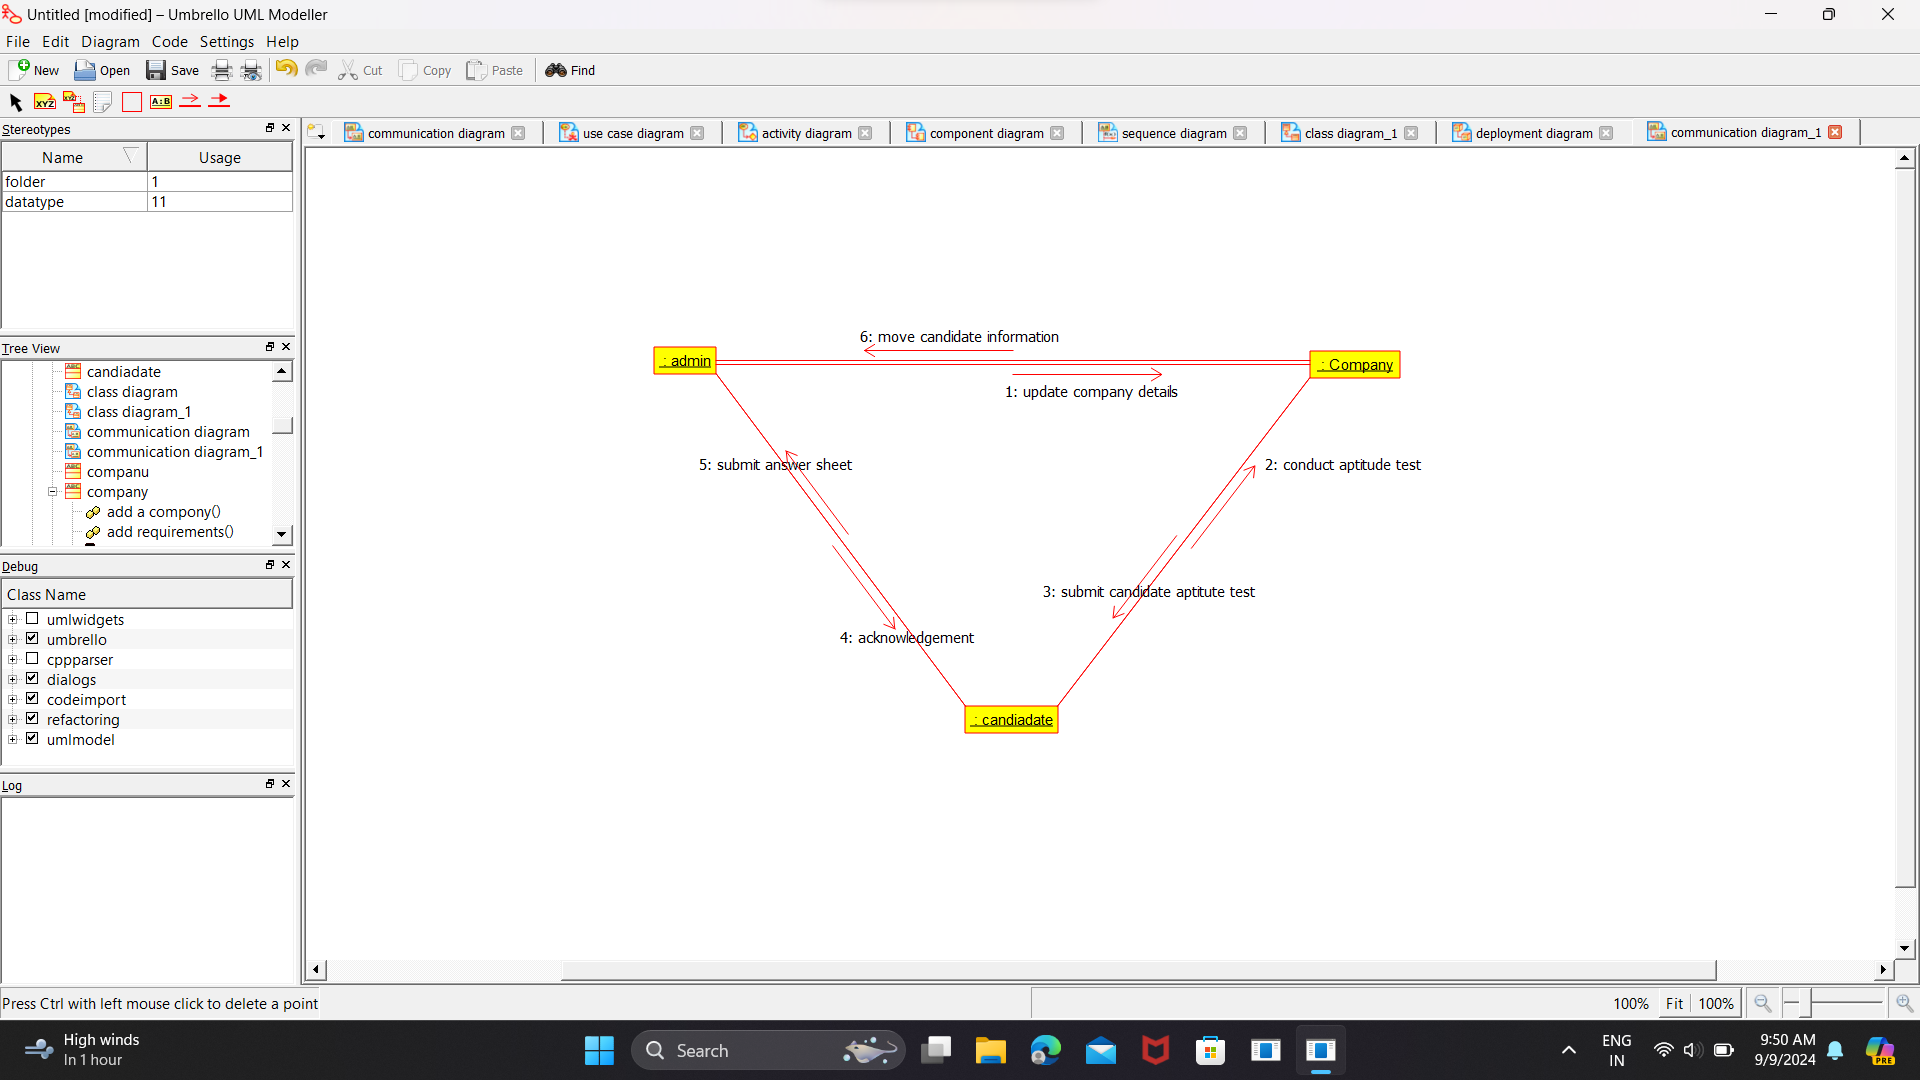 Untitled [modified] – Umbrello UML Modeller
File Edit Diagram Code Settings Help
New Open Save Cut Copy Paste Find
XYZ XYZ A:B
Stereotypes
Name Usage
folder 1
datatype 11
Tree View
candiadate
class diagram
class diagram_1
communication diagram
communication diagram_1
companu
company
add a compony()
add requirements()
Debug
Class Name
umlwidgets
umbrello
cppparser
dialogs
codeimport
refactoring
umlmodel
Log
communication diagram use case diagram activity diagram component diagram sequence diagram class diagram_1 deployment diagram communication diagram_1
6: move candidate information
: admin
: Company
1: update company details
5: submit answer sheet
2: conduct aptitude test
3: submit candidate aptitute test
4: acknowledgement
: candiadate
Press Ctrl with left mouse click to delete a point
100% Fit 100%
High winds
In 1 hour
Search
ENG
IN
9:50 AM
9/9/2024
PRE